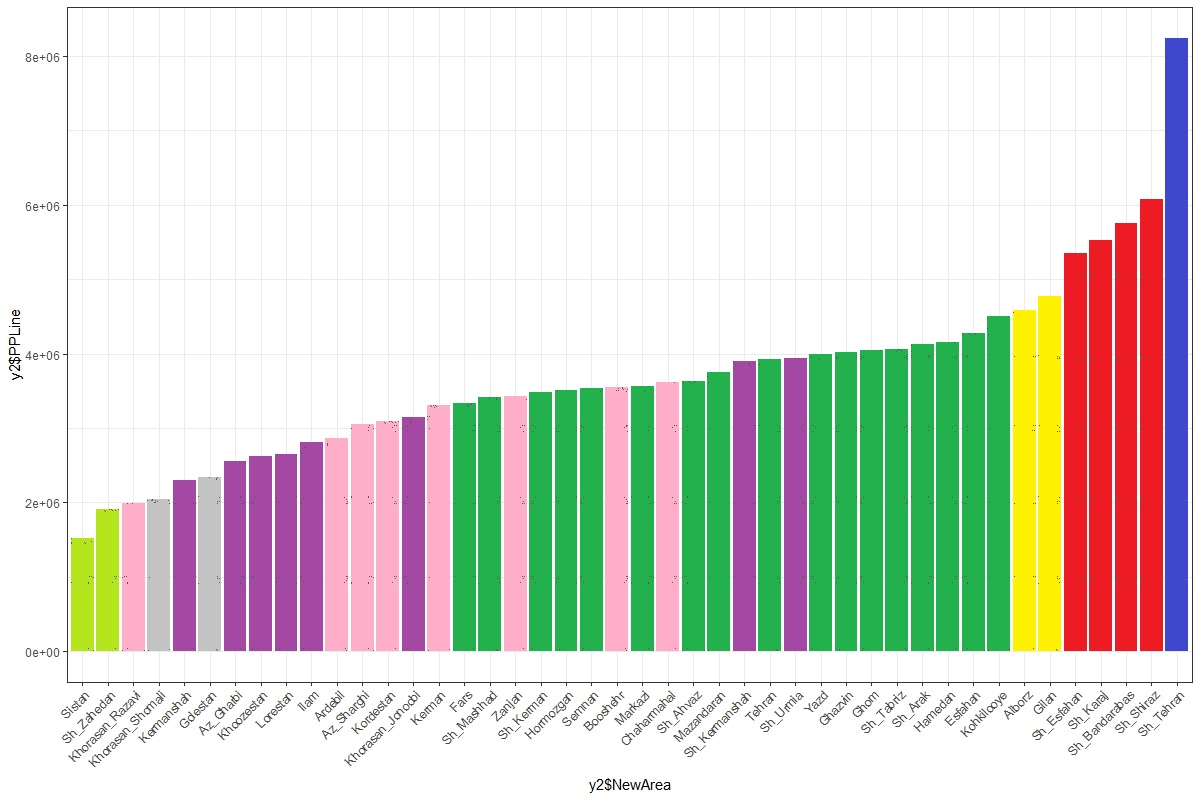 y2$PPLine
8e+06
6e+06
4e+06
2e+06
0e+00
Sistan
Sh_Zahedan
Khorasan_Razavi
Khorasan_Shomali
Kermanshah
Golestan
Az_Gharbi
Khoozestan
Lorestan
Ilam
Ardebil
Az_Sharghi
Kordestan
Khorasan_Jonoobi
Kerman
Fars
Sh_Mashhad
Zanjan
Sh_Kerman
Hormozgan
Semnan
Booshehr
Markazi
Chaharmahal
Sh_Ahvaz
Mazandaran
Sh_Kermanshah
Tehran
Sh_Urmia
Yazd
Ghazvin
Ghom
Sh_Tabriz
Sh_Arak
Hamedan
Esfahan
Kohkilooye
Alborz
Gilan
Sh_Esfahan
Sh_Karaj
Sh_Bandarabas
Sh_Shiraz
Sh_Tehran
y2$NewArea